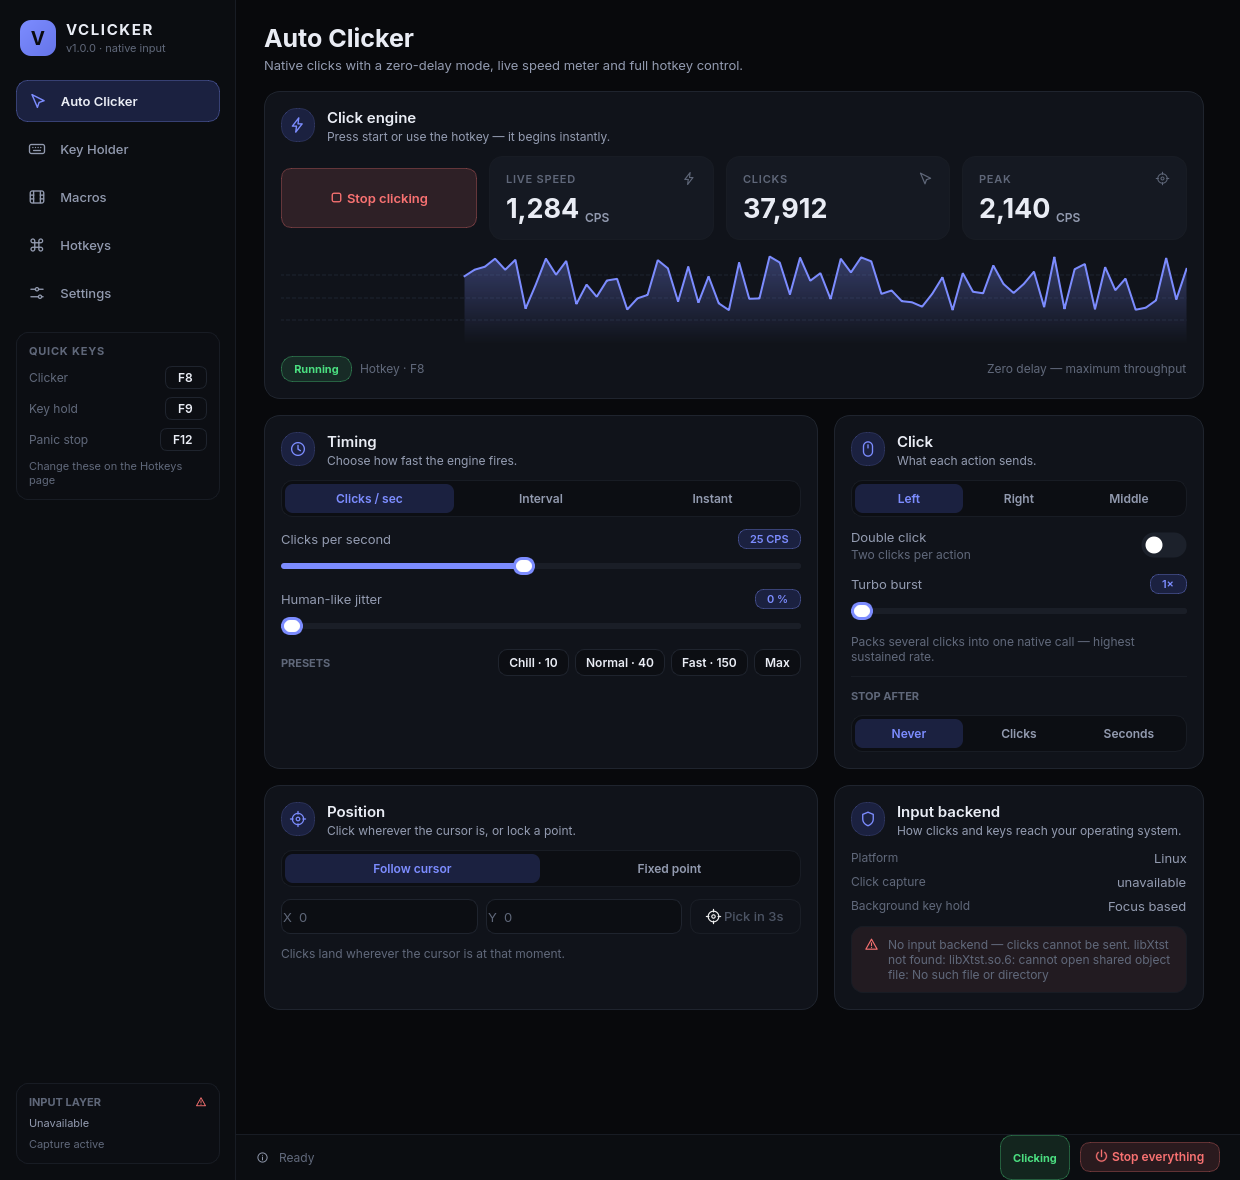 V
VCLICKER
v1.0.0 · native input
Auto Clicker
Key Holder
Macros
Hotkeys
Settings
QUICK KEYS
Clicker F8
Key hold F9
Panic stop F12
Change these on the Hotkeys
page
INPUT LAYER
Unavailable
Capture active
Auto Clicker
Native clicks with a zero-delay mode, live speed meter and full hotkey control.
Click engine
Press start or use the hotkey — it begins instantly.
Stop clicking
LIVE SPEED
1,284 CPS
CLICKS
37,912
PEAK
2,140 CPS
Running Hotkey · F8 Zero delay — maximum throughput
Timing
Choose how fast the engine fires.
Clicks / sec Interval Instant
Clicks per second 25 CPS
Human-like jitter 0 %
PRESETS Chill · 10 Normal · 40 Fast · 150 Max
Click
What each action sends.
Left Right Middle
Double click
Two clicks per action
Turbo burst 1×
Packs several clicks into one native call — highest
sustained rate.
STOP AFTER
Never Clicks Seconds
Position
Click wherever the cursor is, or lock a point.
Follow cursor Fixed point
X 0 Y 0 Pick in 3s
Clicks land wherever the cursor is at that moment.
Input backend
How clicks and keys reach your operating system.
Platform Linux
Click capture unavailable
Background key hold Focus based
No input backend — clicks cannot be sent. libXtst
not found: libXtst.so.6: cannot open shared object
file: No such file or directory
Ready Clicking Stop everything